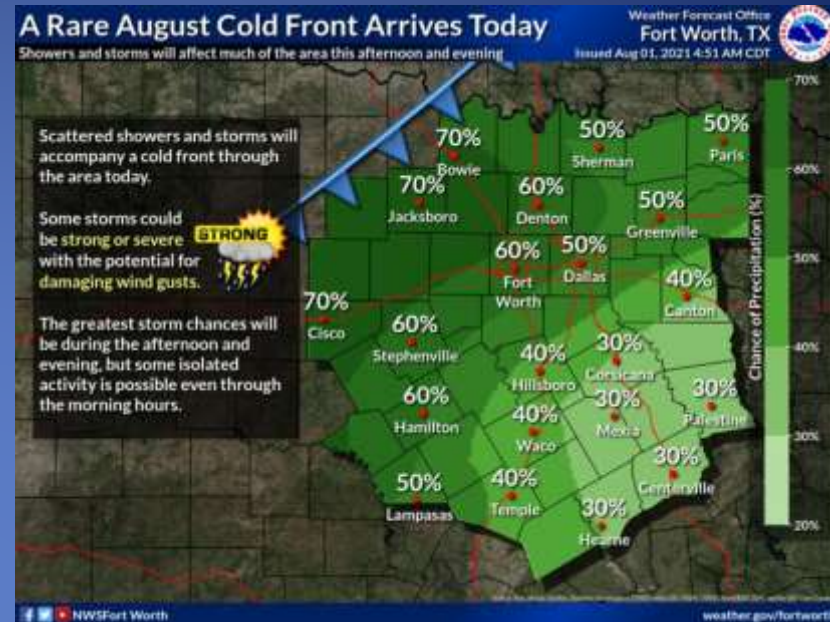 A Rare August Cold Front Arrives Today
Showers and storms will affect much of the area this afternoon and evening
Weather Forecast Office
Fort Worth, TX
Issued Aug 01, 2021 4:51 AM CDT
Scattered showers and storms will
accompany a cold front through
the area today.
Some storms could
be strong or severe
with the potential for
damaging wind gusts.
The greatest storm chances will
be during the afternoon and
evening, but some isolated
activity is possible even through
the morning hours.
STRONG
70%
Bowie
50%
Sherman
50%
Paris
70%
Jacksboro
60%
Denton
50%
Greenville
60%
Fort
Worth
50%
Dallas
40%
Canton
70%
Cisco
60%
Stephenville
40%
Hillsboro
30%
Corsicana
30%
Palestine
60%
Hamilton
40%
Waco
30%
Mexia
50%
Lampasas
40%
Temple
30%
Centerville
30%
Hearne
Chance of Precipitation (%)
70%
60%
50%
40%
30%
20%
NWSFort Worth
weather.gov/fortworth